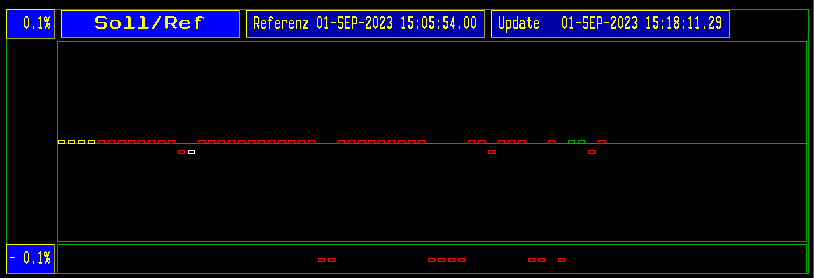 0.1% Soll/Ref Referenz 01-SEP-2023 15:05:54.00 Update 01-SEP-2023 15:18:11.29
- 0.1%